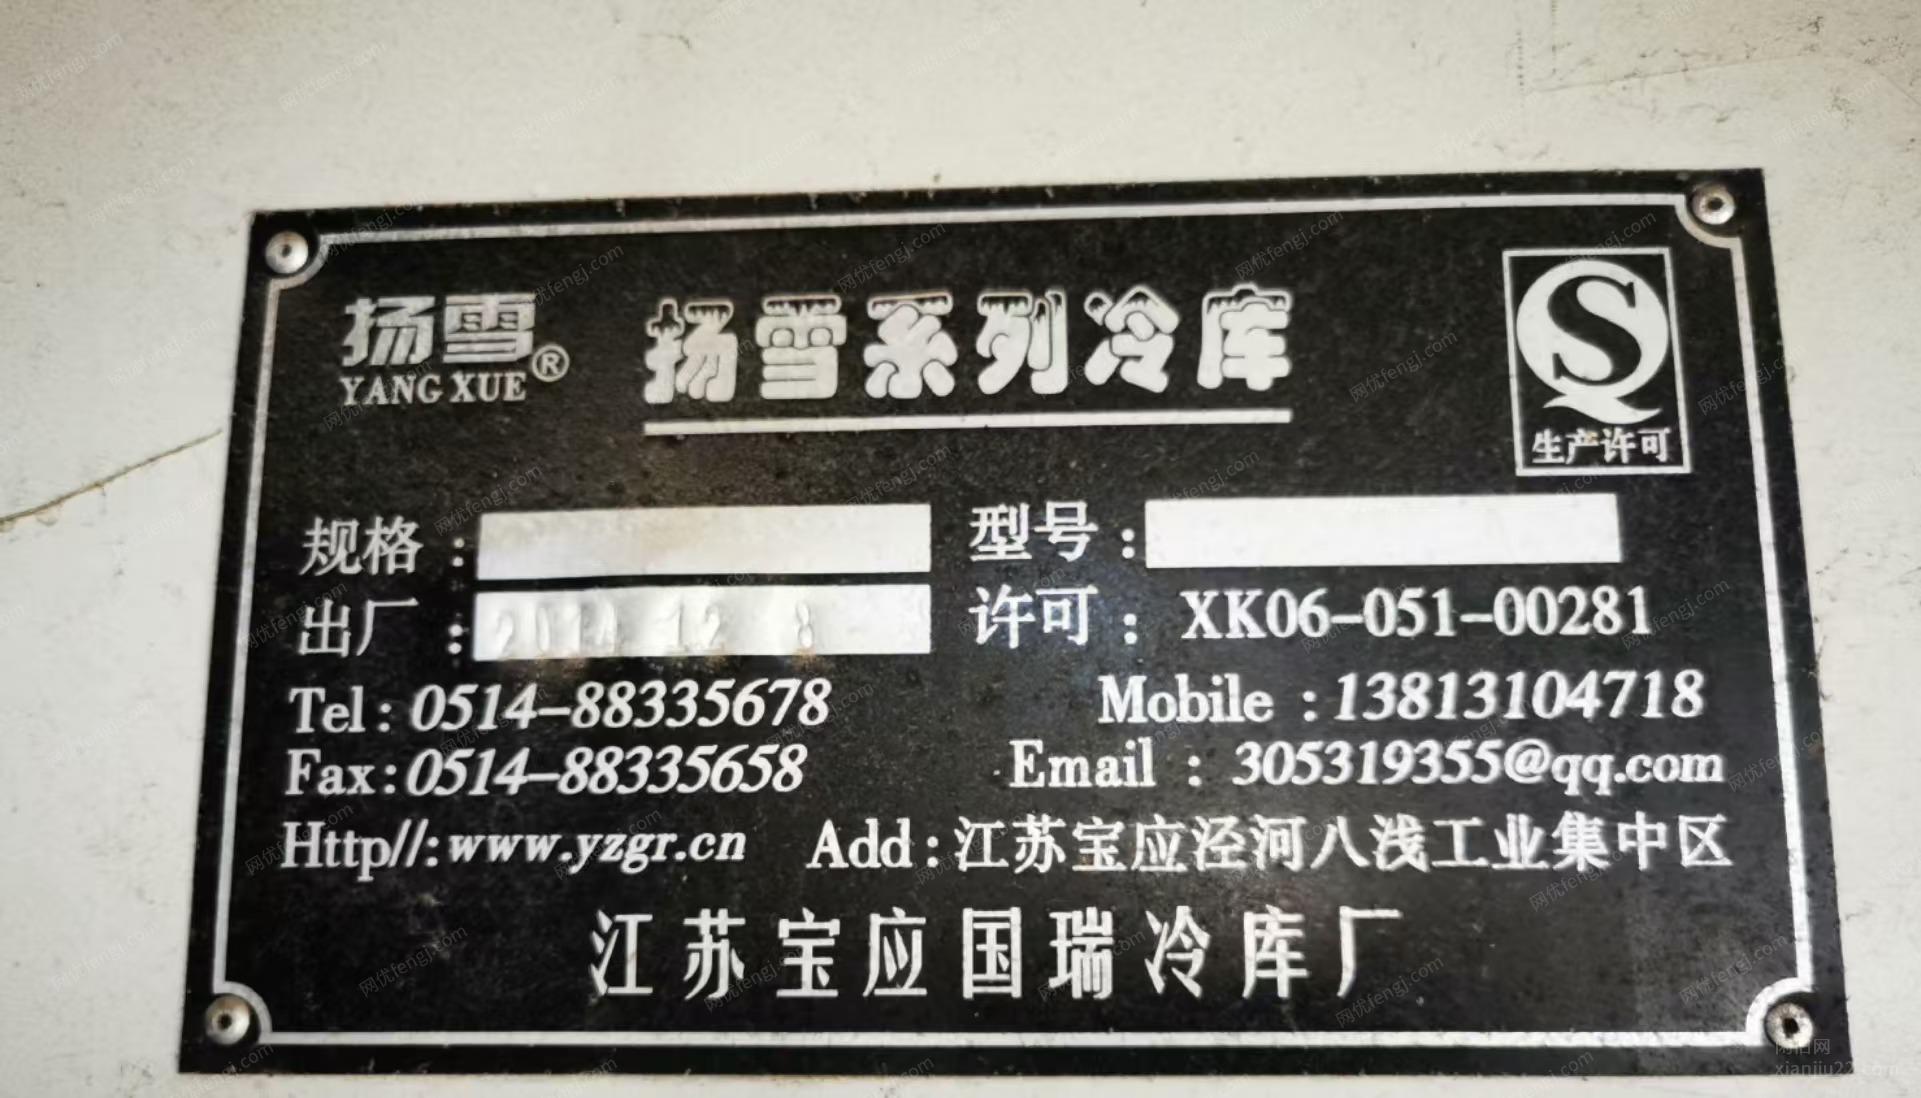 扬雪®
YANG XUE
扬雪系列冷库
生产许可
规格：
型号：
出厂：2014 12 8
许可：XK06-051-00281
Tel:0514-88335678
Mobile:13813104718
Fax:0514-88335658
Email:305319355@qq.com
Http//:www.yzgr.cn
Add:江苏宝应泾河八浅工业集中区
江苏宝应国瑞冷库厂